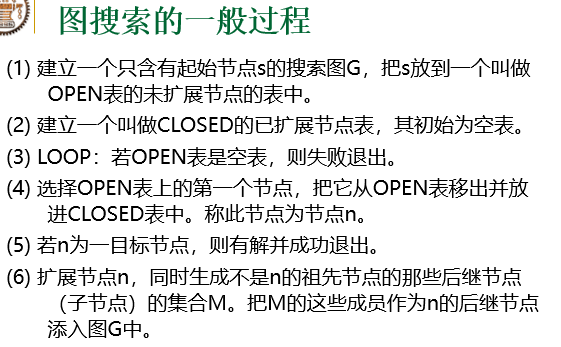 图搜索的一般过程
(1) 建立一个只含有起始节点s的搜索图G，把s放到一个叫做
OPEN表的未扩展节点的表中。
(2) 建立一个叫做CLOSED的已扩展节点表，其初始为空表。
(3) LOOP：若OPEN表是空表，则失败退出。
(4) 选择OPEN表上的第一个节点，把它从OPEN表移出并放
进CLOSED表中。称此节点为节点n。
(5) 若n为一目标节点，则有解并成功退出。
(6) 扩展节点n，同时生成不是n的祖先节点的那些后继节点
（子节点）的集合M。把M的这些成员作为n的后继节点
添入图G中。